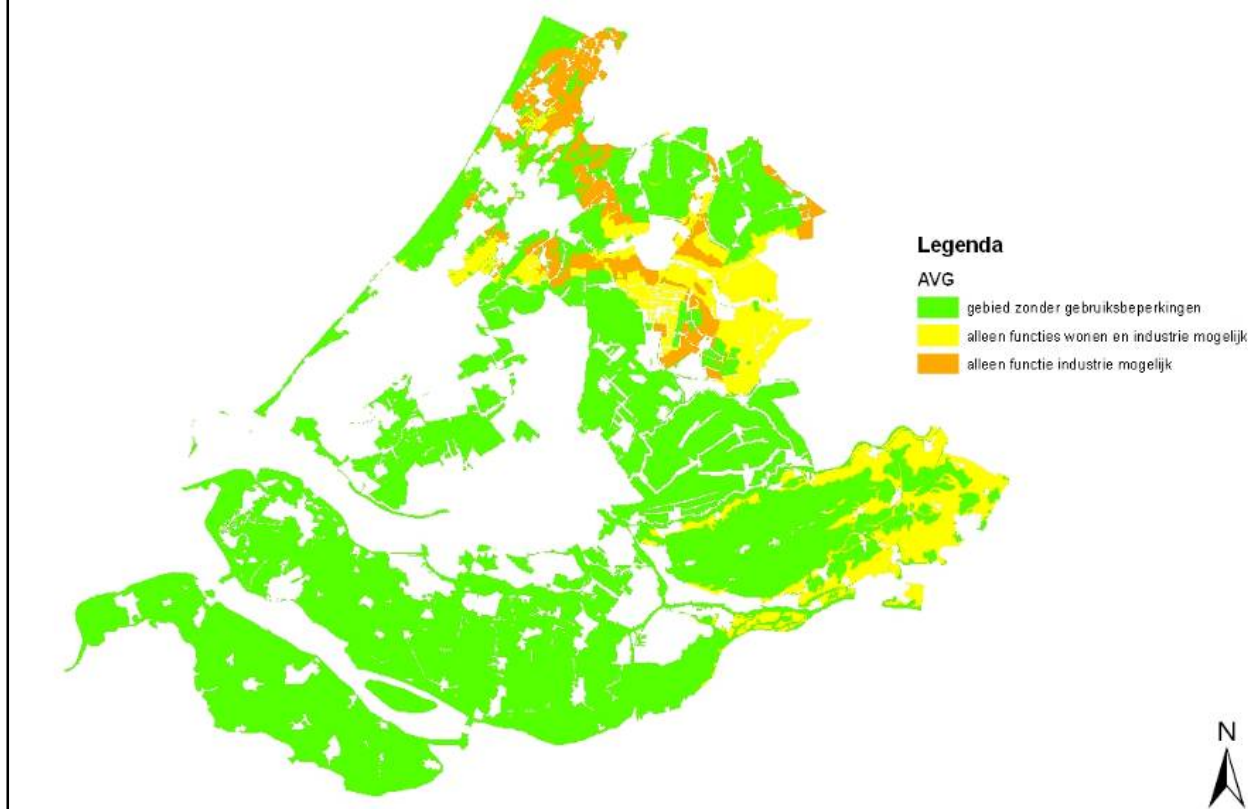 Legenda
AVG
gebied zonder gebruiksbeperkingen
alleen functies wonen en industrie mogelijk
alleen functie industrie mogelijk
N